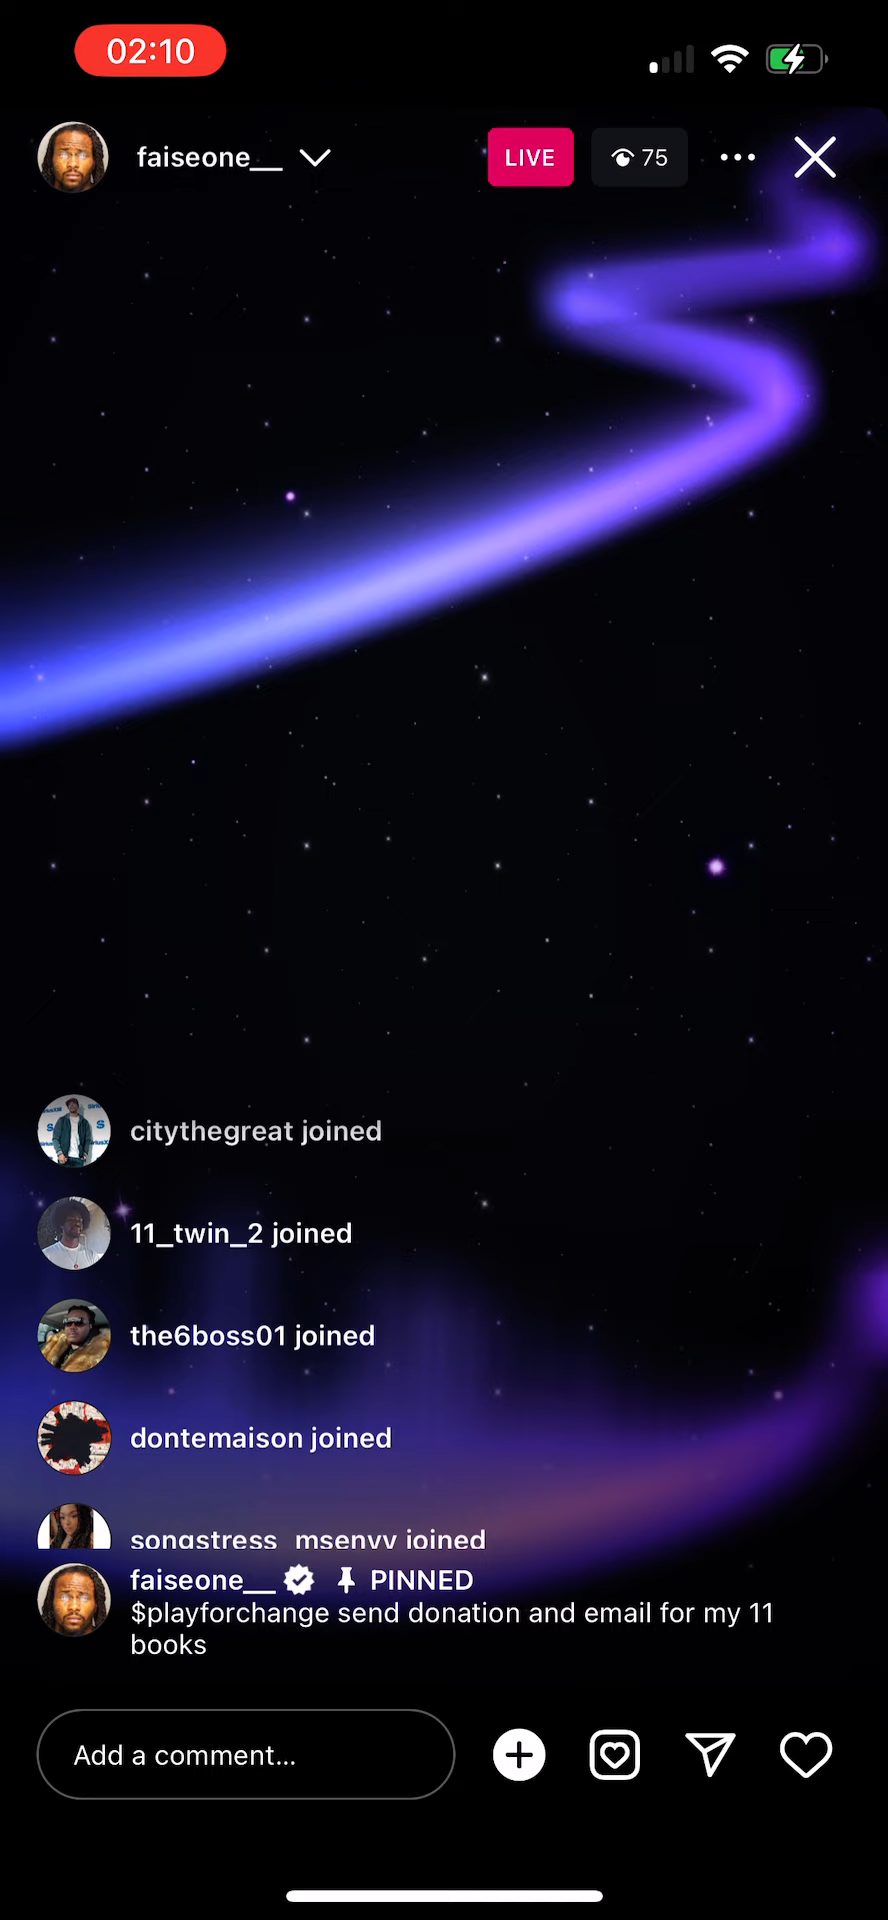 02:10
faiseone__
LIVE
75
citythegreat joined
11_twin_2 joined
the6boss01 joined
dontemaison joined
songstress_msenvy joined
faiseone__ PINNED
$playforchange send donation and email for my 11
books
Add a comment...